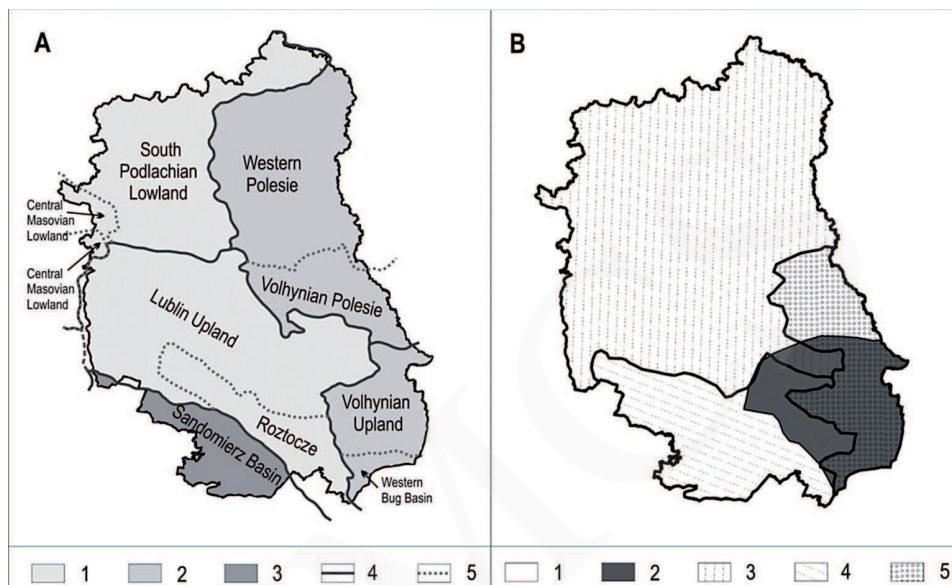 A
South
Podlachian
Lowland
Western
Polesie
Central
Masovian
Lowland
Central
Masovian
Lowland
Volhynian Polesie
Lublin Upland
Volhynian
Upland
Roztocze
Sandomierz Basin
Western
Bug Basin
1 2 3 4 5
B
1 2 3 4 5